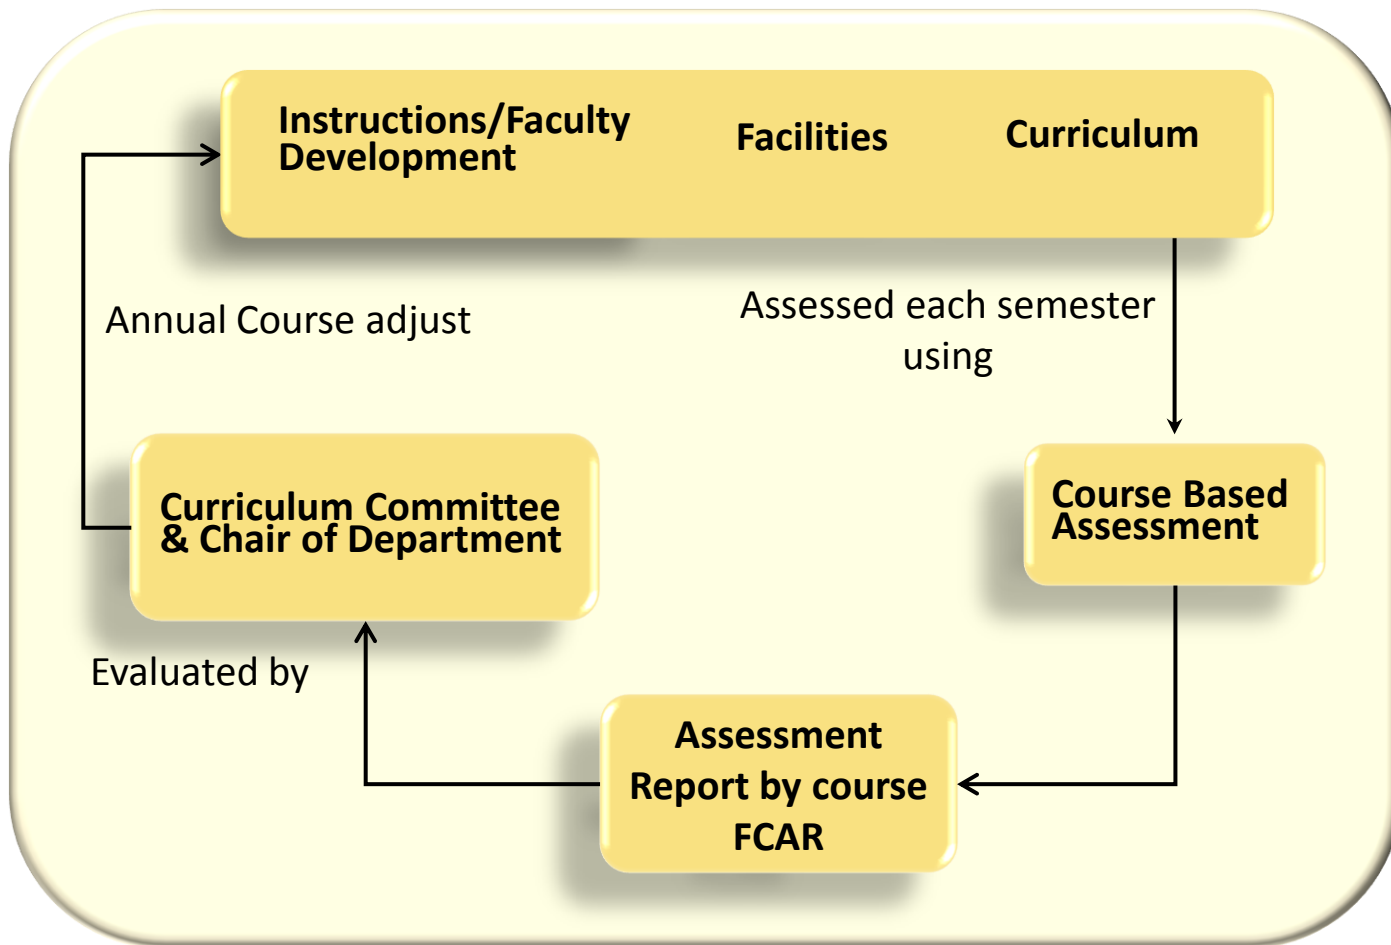 Instructions/Faculty
Development
Facilities
Curriculum
Annual Course adjust
Assessed each semester
using
Curriculum Committee
& Chair of Department
Course Based
Assessment
Evaluated by
Assessment
Report by course
FCAR